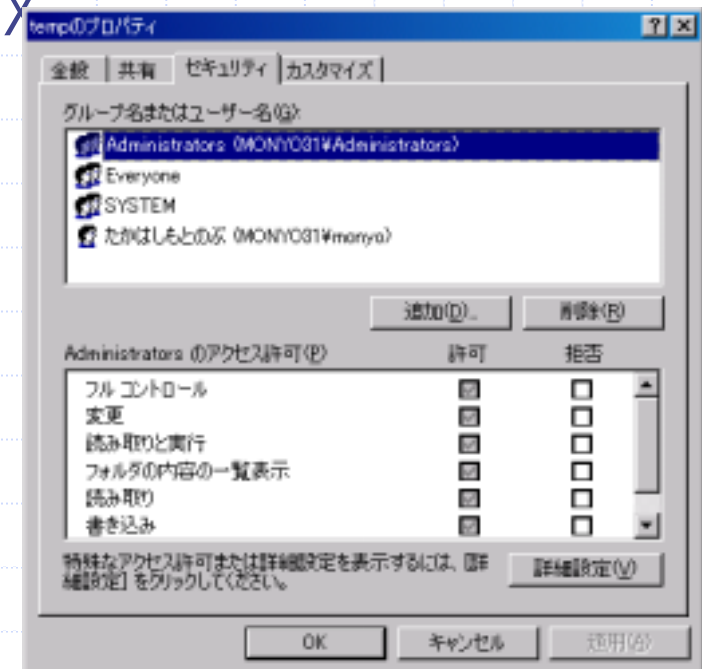 tempのプロパティ
全般 共有 セキュリティ カスタマイズ
グループ名またはユーザー名(G):
Administrators (MONYO31¥Administrators)
Everyone
SYSTEM
たかはしもとのぶ (MONYO31¥monyo)
追加(D)... 削除(R)
Administrators のアクセス許可(P) 許可 拒否
フル コントロール
変更
読み取りと実行
フォルダの内容の一覧表示
読み取り
書き込み
特殊なアクセス許可または詳細設定を表示するには、[詳
細設定] をクリックしてください。
詳細設定(V)
OK キャンセル 適用(A)